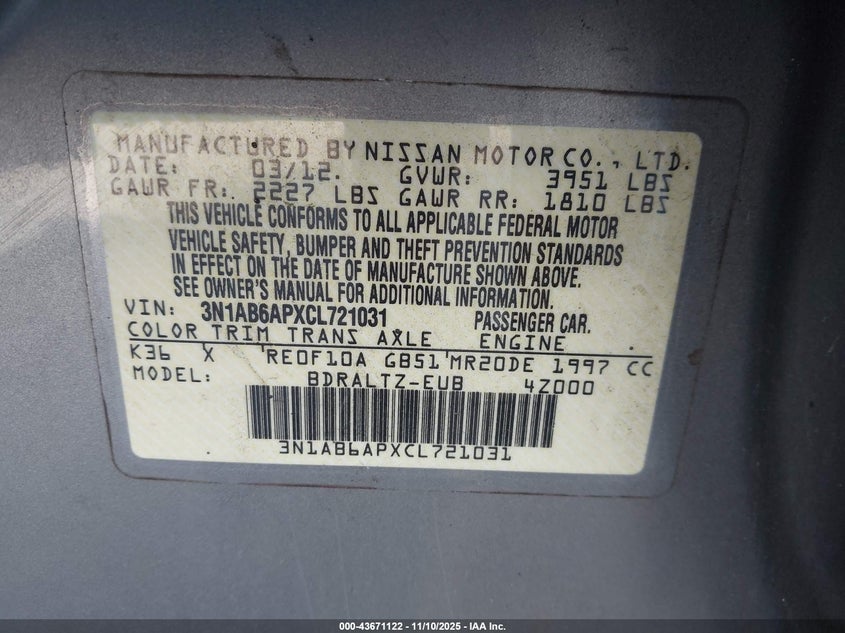 MANUFACTURED BY NISSAN MOTOR CO., LTD.
DATE: 03/12. GVWR: 3951 LBS
GAWR FR: 2227 LBS GAWR RR: 1810 LBS
THIS VEHICLE CONFORMS TO ALL APPLICABLE FEDERAL MOTOR
VEHICLE SAFETY, BUMPER AND THEFT PREVENTION STANDARDS
IN EFFECT ON THE DATE OF MANUFACTURE SHOWN ABOVE.
SEE OWNER'S MANUAL FOR ADDITIONAL INFORMATION.
VIN: 3N1AB6APXCL721031 PASSENGER CAR.
COLOR TRIM TRANS AXLE ENGINE
K36 X RE0F10A GB51 MR20DE 1997 CC
MODEL: BDRALTZ-EUB 4Z000
3N1AB6APXCL721031
000-43671122 - 11/10/2025 - IAA Inc.